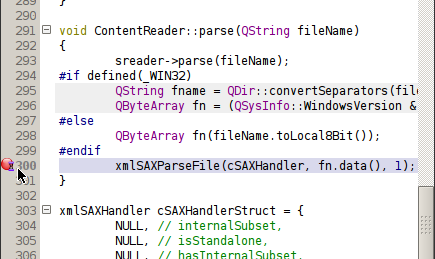 289 }
290
291 void ContentReader::parse(QString fileName)
292 {
293 sreader->parse(fileName);
294 #if defined(_WIN32)
295 QString fname = QDir::convertSeparators(file
296 QByteArray fn = (QSysInfo::WindowsVersion &
297 #else
298 QByteArray fn(fileName.toLocal8Bit());
299 #endif
300 xmlSAXParseFile(cSAXHandler, fn.data(), 1);
301 }
302
303 xmlSAXHandler cSAXHandlerStruct = {
304 NULL, // internalSubset,
305 NULL, // isStandalone,
306 NULL, // hasInternalSubset,